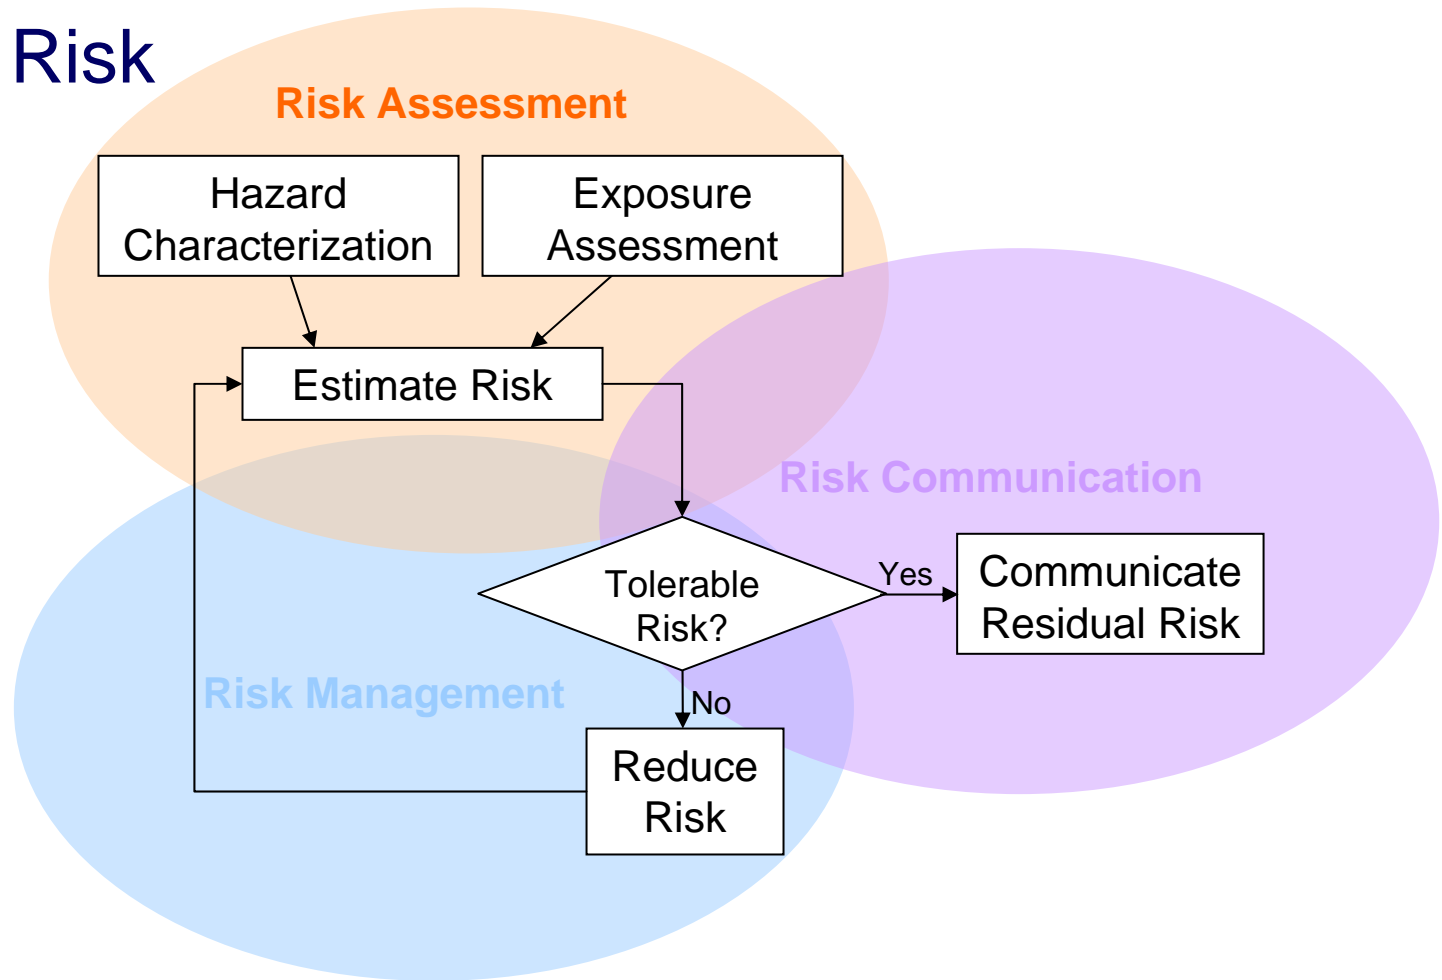 Risk
Risk Assessment
Hazard
Characterization
Exposure
Assessment
Estimate Risk
Risk Communication
Tolerable
Risk?
Yes
Communicate
Residual Risk
Risk Management
No
Reduce
Risk